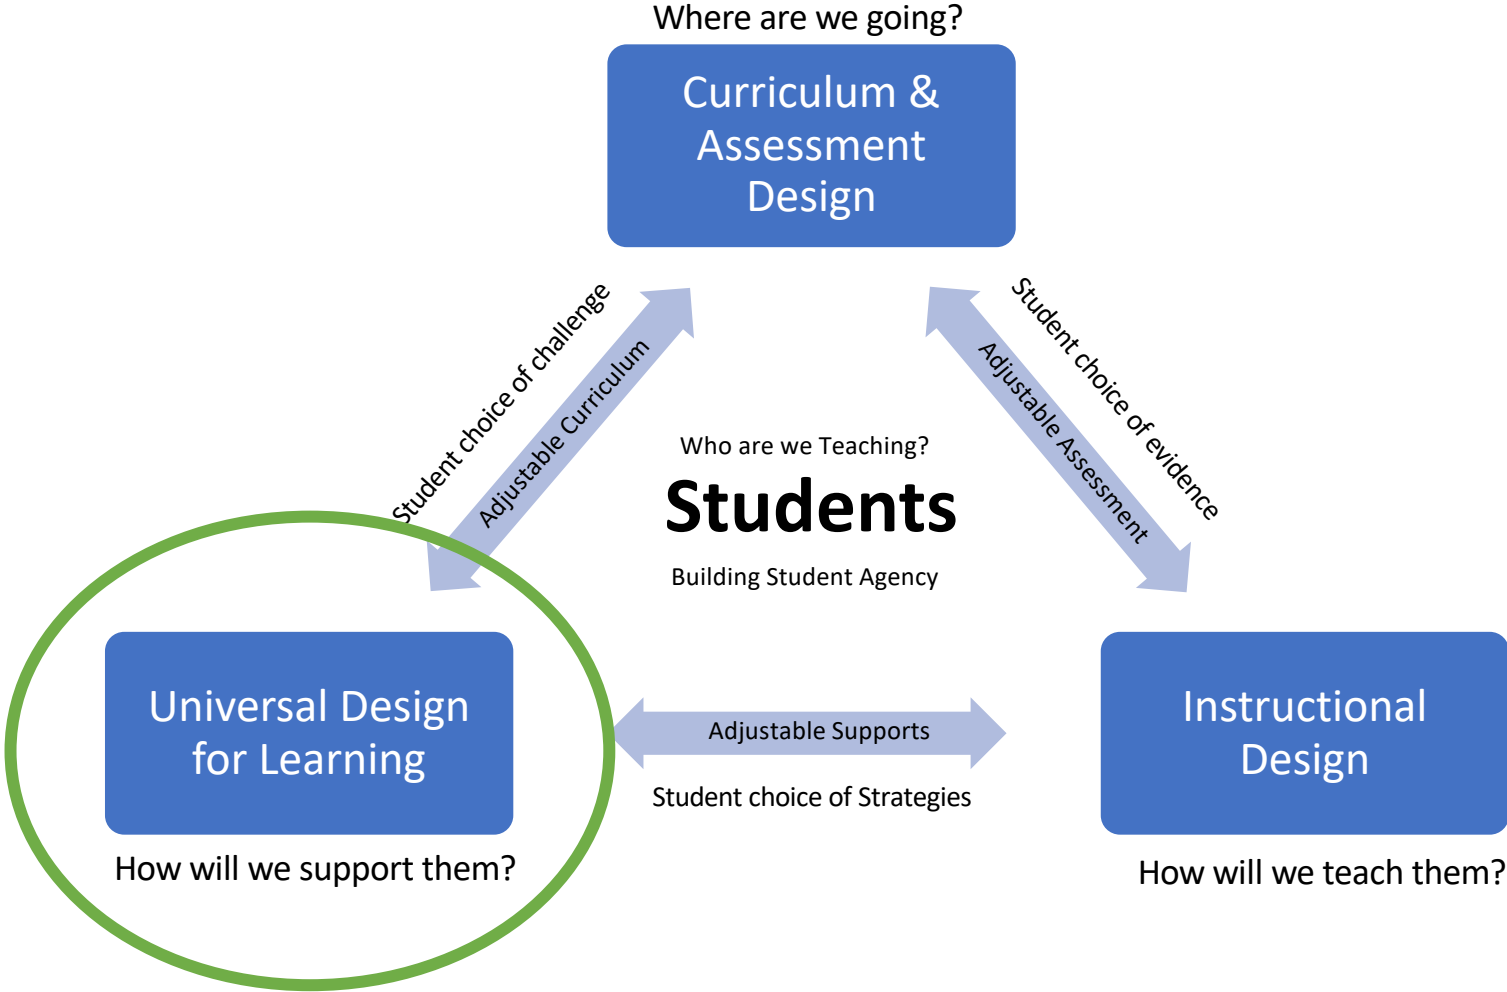 Where are we going?
Curriculum &
Assessment
Design
Student choice of challenge
Adjustable Curriculum
Student choice of evidence
Adjustable Assessment
Who are we Teaching?
Students
Building Student Agency
Universal Design
for Learning
How will we support them?
Adjustable Supports
Student choice of Strategies
Instructional
Design
How will we teach them?